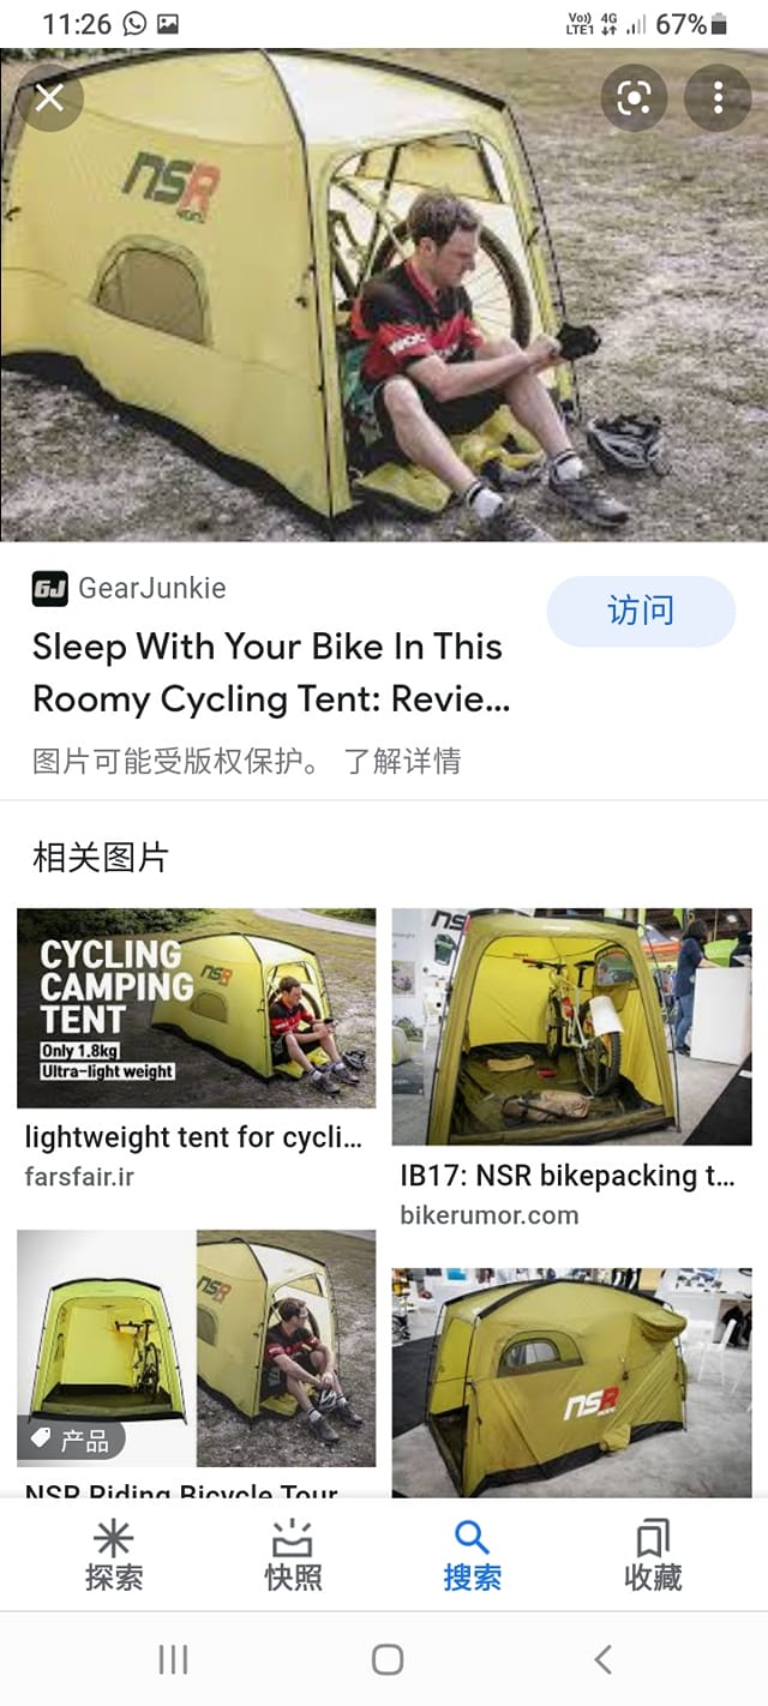 11:26
Vo)) 4G
LTE1
67%
nSR
GJ GearJunkie
访问
Sleep With Your Bike In This
Roomy Cycling Tent: Revie...
图片可能受版权保护。 了解详情
相关图片
CYCLING
CAMPING
TENT
Only 1.8kg
Ultra-light weight
nSR
lightweight tent for cycli...
farsfair.ir
ns
IB17: NSR bikepacking t...
bikerumor.com
nSR
产品
NSR Riding Bicycle Tour
nSR
探索
快照
搜索
收藏